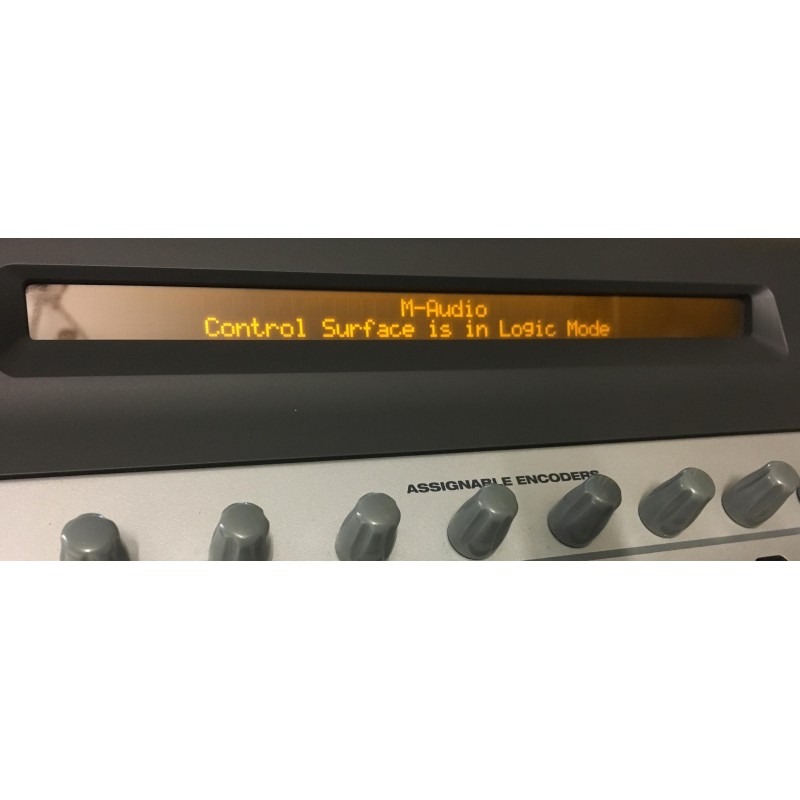 M-Audio
Control Surface is in Logic Mode
ASSIGNABLE ENCODERS